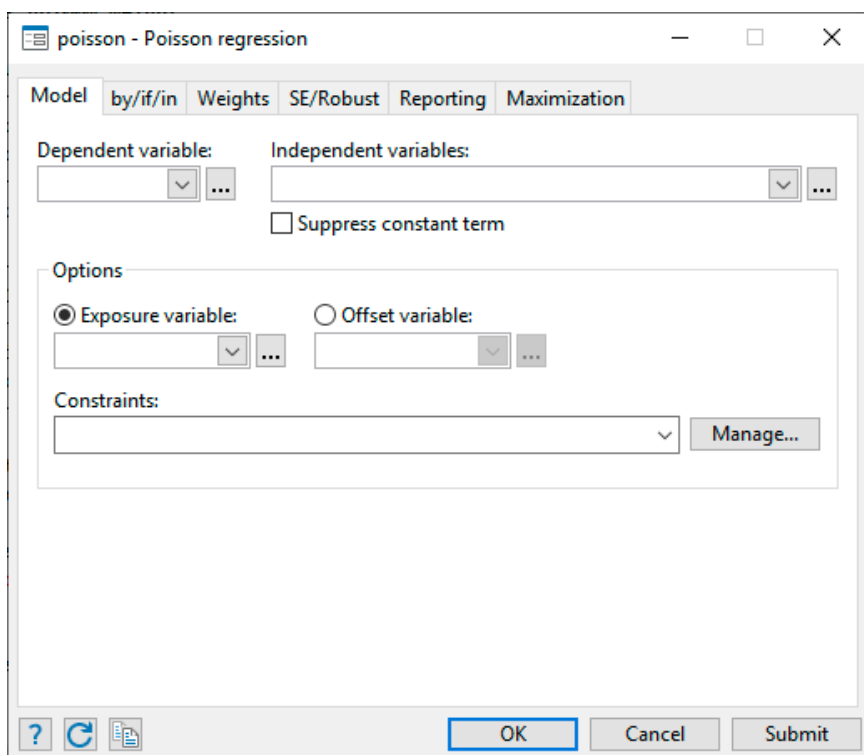 poisson - Poisson regression
Model by/if/in Weights SE/Robust Reporting Maximization
Dependent variable: Independent variables:
...
...
Suppress constant term
Options
Exposure variable: Offset variable:
...
...
Constraints:
Manage...
? OK Cancel Submit